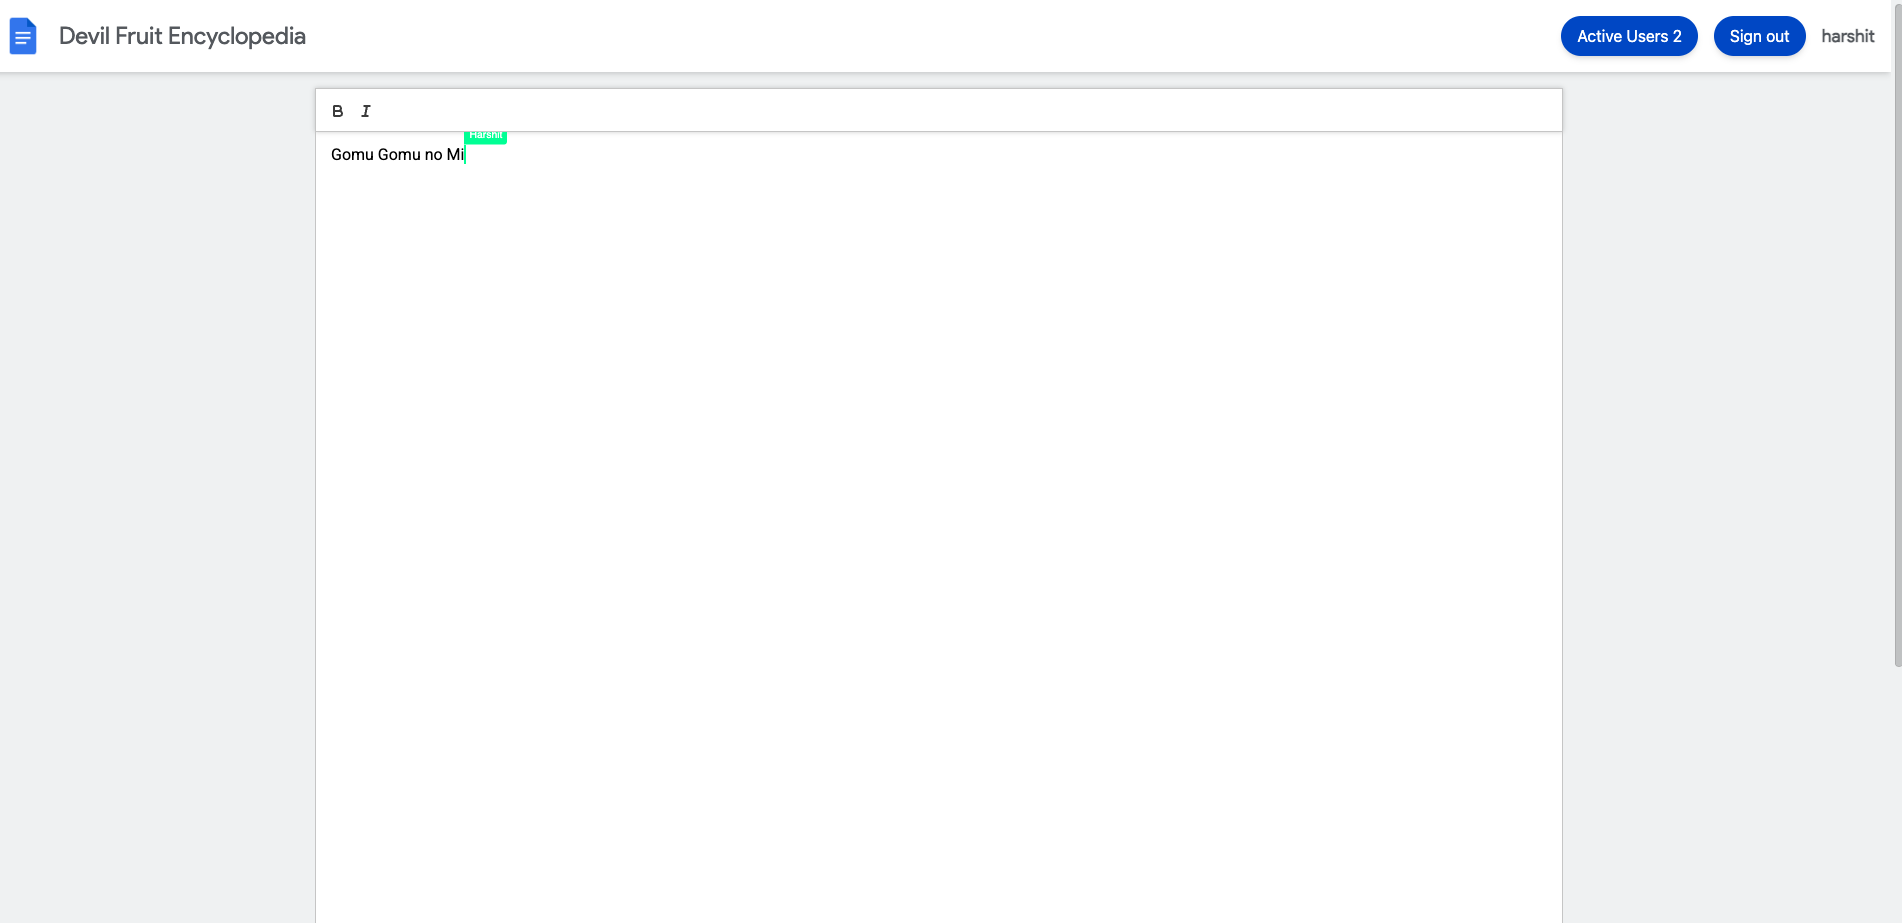 Devil Fruit Encyclopedia
Active Users 2
Sign out
harshit
B I
Harshit
Gomu Gomu no Mi